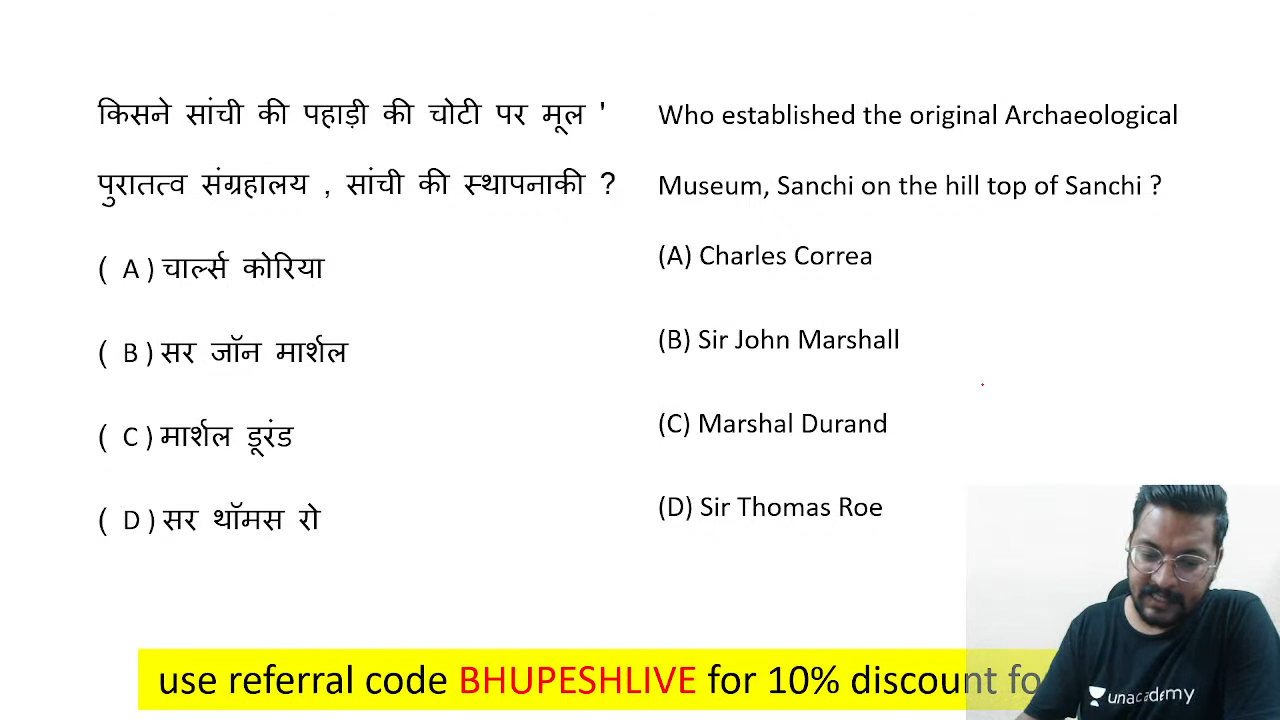 किसने सांची की पहाड़ी की चोटी पर मूल '
पुरातत्व संग्रहालय , सांची की स्थापनाकी ?
( A ) चार्ल्स कोरिया
( B ) सर जॉन मार्शल
( C ) मार्शल डूरंड
( D ) सर थॉमस रो
Who established the original Archaeological
Museum, Sanchi on the hill top of Sanchi ?
(A) Charles Correa
(B) Sir John Marshall
(C) Marshal Durand
(D) Sir Thomas Roe
use referral code BHUPESHLIVE for 10% discount fo
unacademy